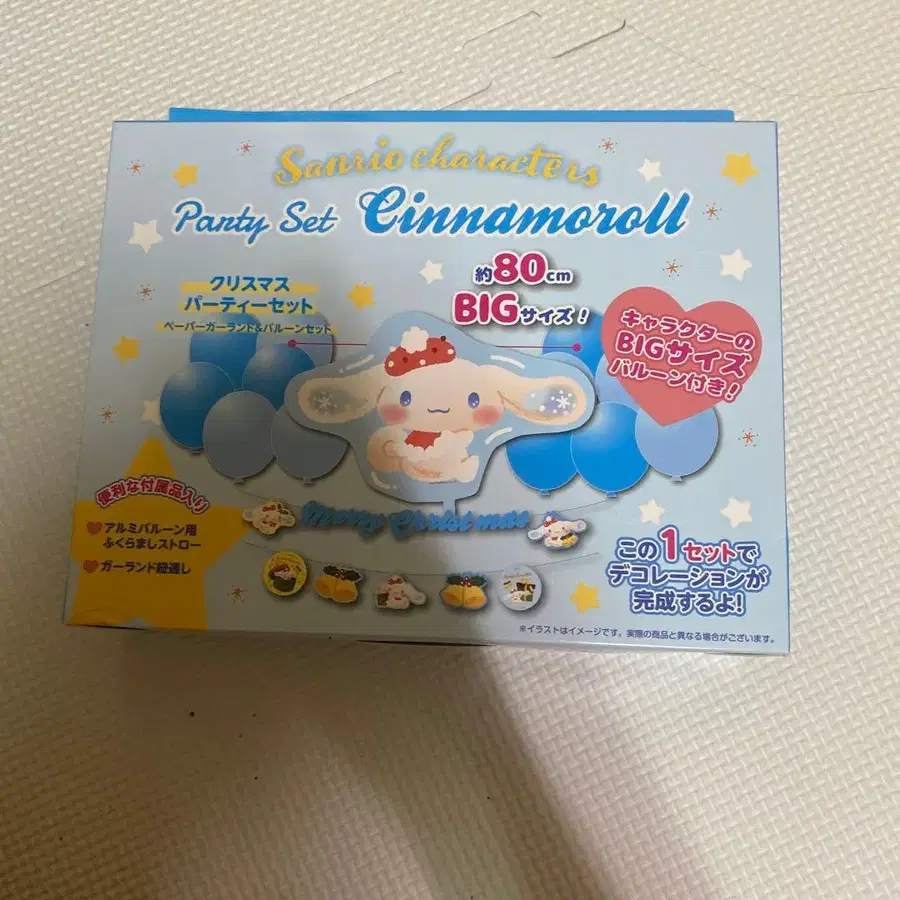 Sanrio characters
Party Set Cinnamoroll
クリスマス
パーティーセット
ペーパーガーランド&バルーンセット
約80cm
BIGサイズ!
キャラクターの
BIGサイズ
バルーン付き!
Merry Christmas
便利な付属品入り
アルミバルーン用
ふくらましストロー
ガーランド紐通し
この1セットで
デコレーションが
完成するよ!
※イラストはイメージです。実際の商品と異なる場合がございます。